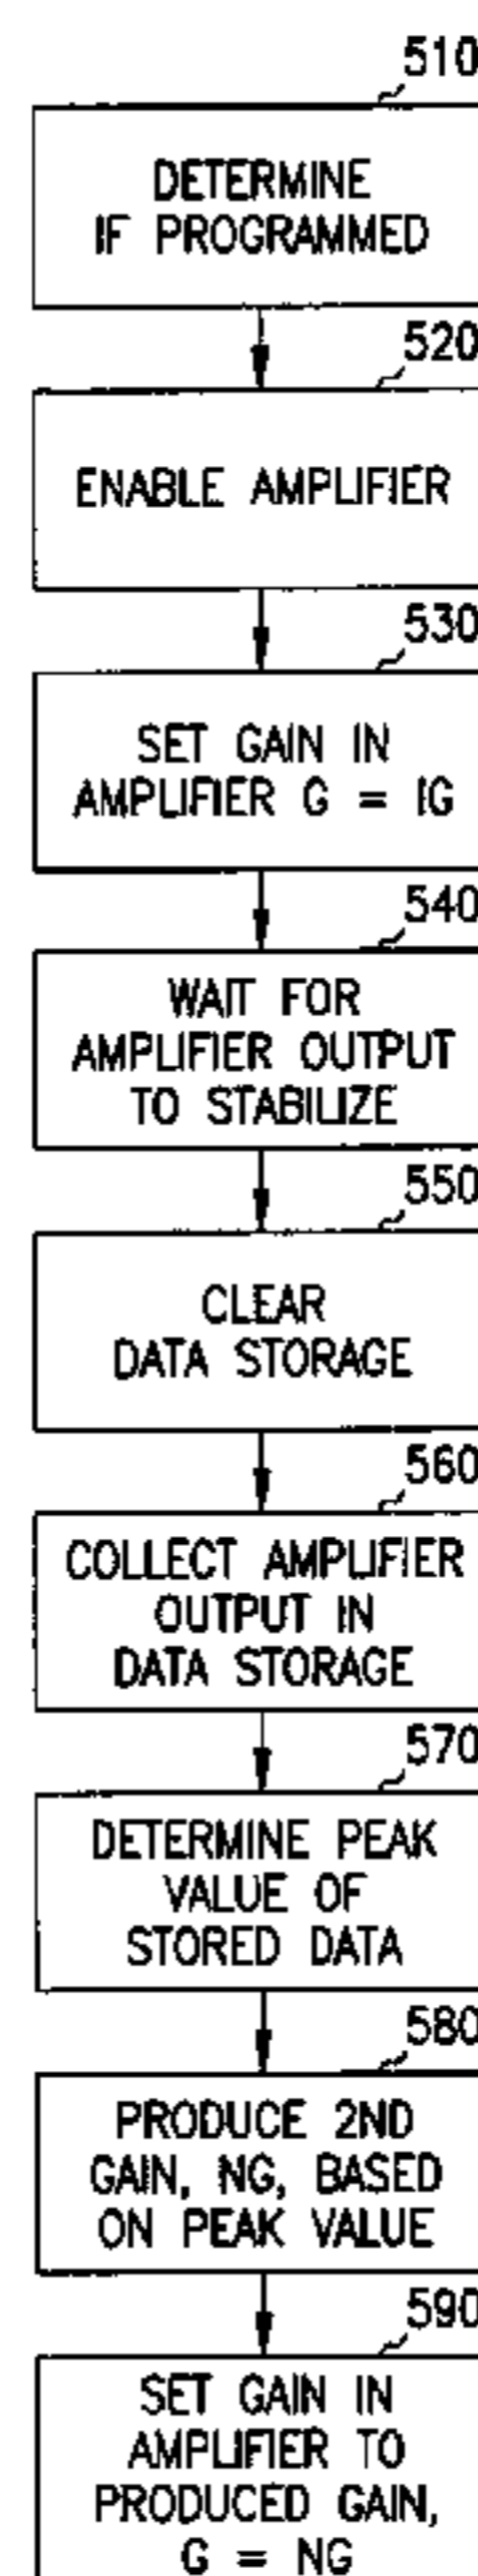 510
DETERMINE
IF PROGRAMMED
520
ENABLE AMPLIFIER
530
SET GAIN IN
AMPLIFIER G = IG
540
WAIT FOR
AMPLIFIER OUTPUT
TO STABILIZE
550
CLEAR
DATA STORAGE
560
COLLECT AMPLIFIER
OUTPUT IN
DATA STORAGE
570
DETERMINE PEAK
VALUE OF
STORED DATA
580
PRODUCE 2ND
GAIN, NG, BASED
ON PEAK VALUE
590
SET GAIN IN
AMPLIFIER TO
PRODUCED GAIN,
G = NG